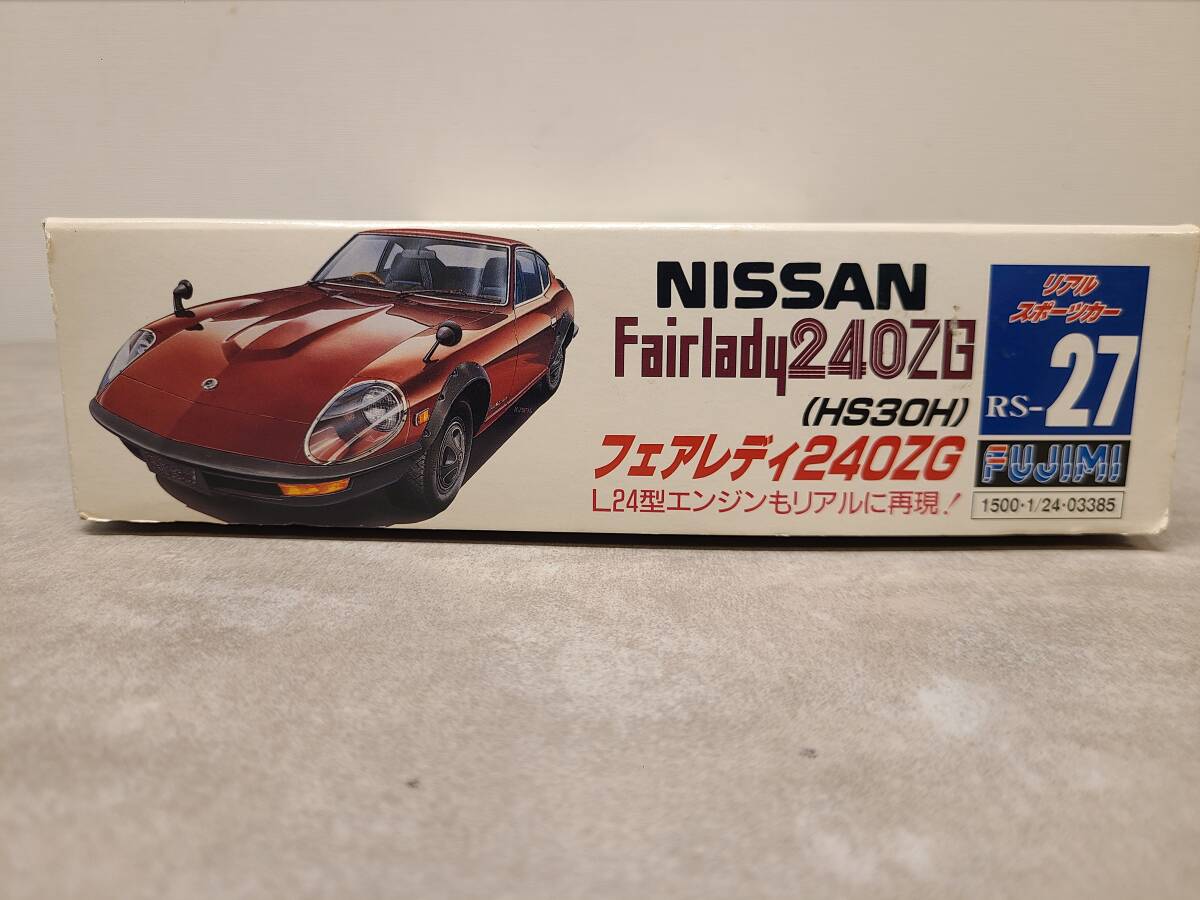 NISSAN
Fairlady240ZG
(HS30H)
フェアレディ240ZG
L24型エンジンもリアルに再現!
リアル
スポーツカー
RS-27
FUJIMI
1500・1/24・03385